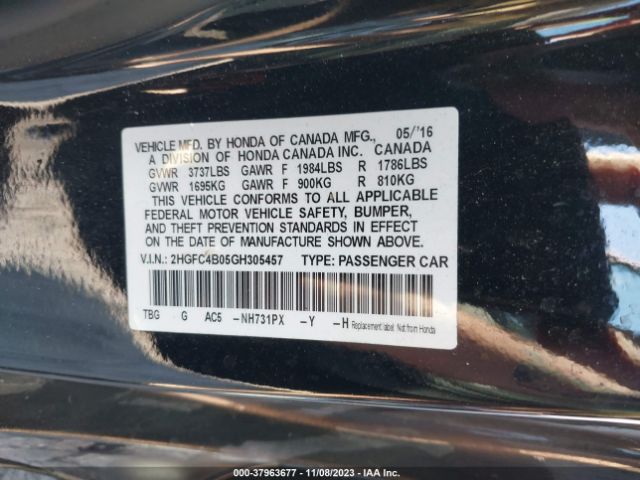 VEHICLE MFD. BY HONDA OF CANADA MFG., 05/'16
A DIVISION OF HONDA CANADA INC. CANADA
GVWR 3737LBS GAWR F 1984LBS R 1786LBS
GVWR 1695KG GAWR F 900KG R 810KG
THIS VEHICLE CONFORMS TO ALL APPLICABLE
FEDERAL MOTOR VEHICLE SAFETY, BUMPER,
AND THEFT PREVENTION STANDARDS IN EFFECT
ON THE DATE OF MANUFACTURE SHOWN ABOVE.
V.I.N.: 2HGFC4B05GH305457 TYPE: PASSENGER CAR
TBG G AC5 -NH731PX -Y -H Replacement label. Not from Honda
000-37963677 - 11/08/2023 - IAA Inc.